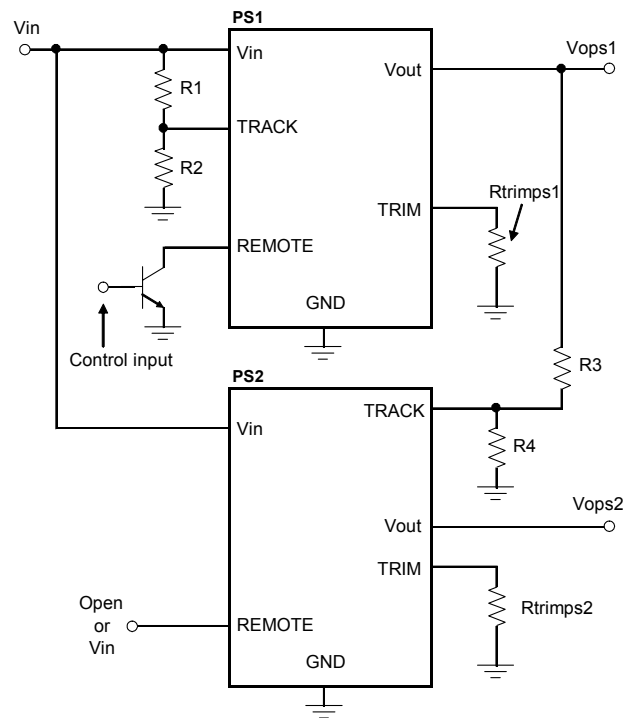 PS1
Vin
Vops1
Vin
Vout
R1
TRACK
R2
Rtrimps1
TRIM
REMOTE
GND
Control input
PS2
R3
TRACK
Vin
R4
Vout
Vops2
TRIM
Open
or
Vin
REMOTE
Rtrimps2
GND